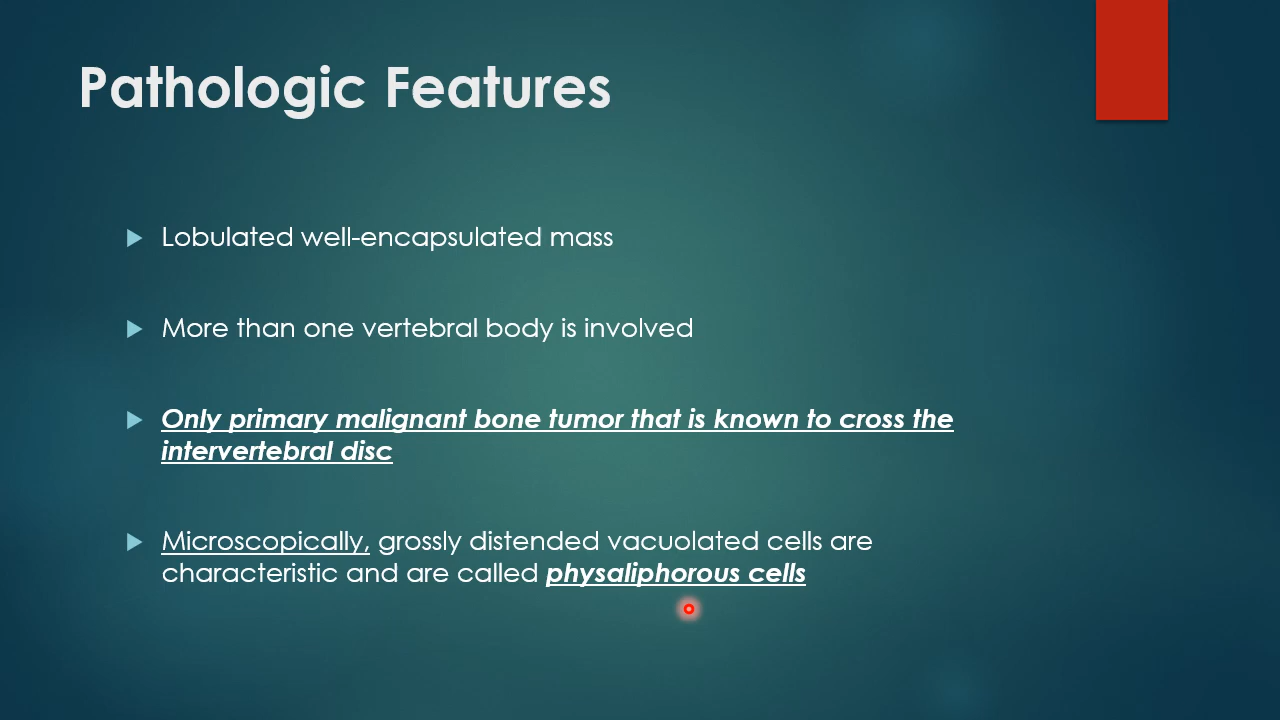 Pathologic Features
Lobulated well-encapsulated mass
More than one vertebral body is involved
Only primary malignant bone tumor that is known to cross the
intervertebral disc
Microscopically, grossly distended vacuolated cells are
characteristic and are called physaliphorous cells